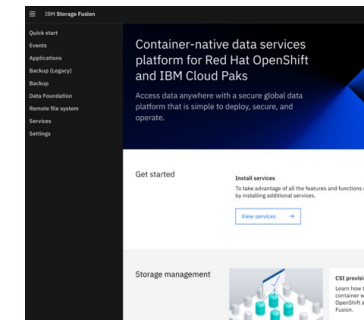 IBM Storage Fusion
Quick start
Events
Applications
Backup (Legacy)
Backup
Data Foundation
Remote file system
Services
Settings
Container-native data services
platform for Red Hat OpenShift
and IBM Cloud Paks
Access data anywhere with a secure global data
platform that is simple to deploy, secure, and
operate.
Get started
Install services
To take advantage of all the features and functions
by installing additional services.
View services →
Storage management
CSI provisi
Learn how t
container w
OpenShift a
Fusion.